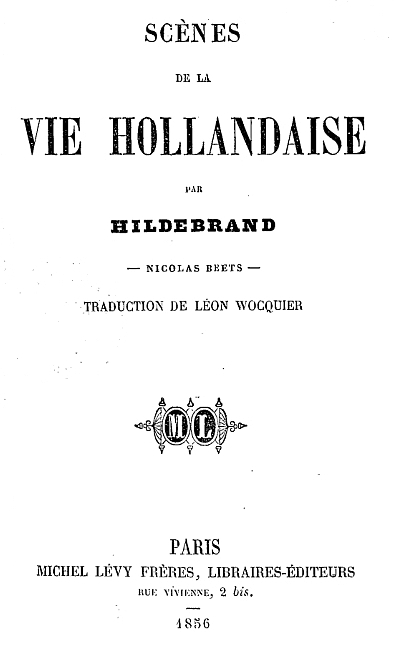 SCÈNES
DE LA
VIE HOLLANDAISE
PAR
HILDEBRAND
— NICOLAS BEETS —
TRADUCTION DE LÉON WOCQUIER
ML
PARIS
MICHEL LÉVY FRÈRES, LIBRAIRES-ÉDITEURS
RUE VIVIENNE, 2 bis.
1856